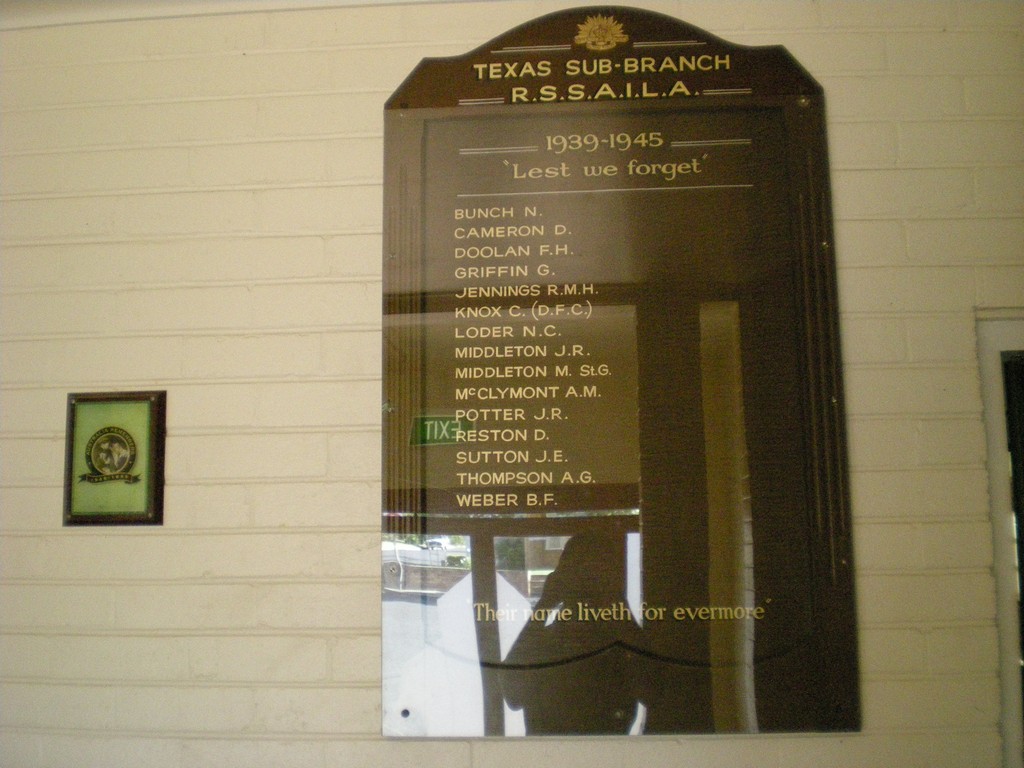 TEXAS SUB-BRANCH
R.S.S.A.I.L.A.
1939-1945
'Lest we forget'
BUNCH N.
CAMERON D.
DOOLAN F.H.
GRIFFIN G.
JENNINGS R.M.H.
KNOX C. (D.F.C.)
LODER N.C.
MIDDLETON J.R.
MIDDLETON M. St.G.
McCLYMONT A.M.
POTTER J.R.
EXIT
RESTON D.
SUTTON J.E.
THOMPSON A.G.
WEBER B.F.
'Their name liveth for evermore'